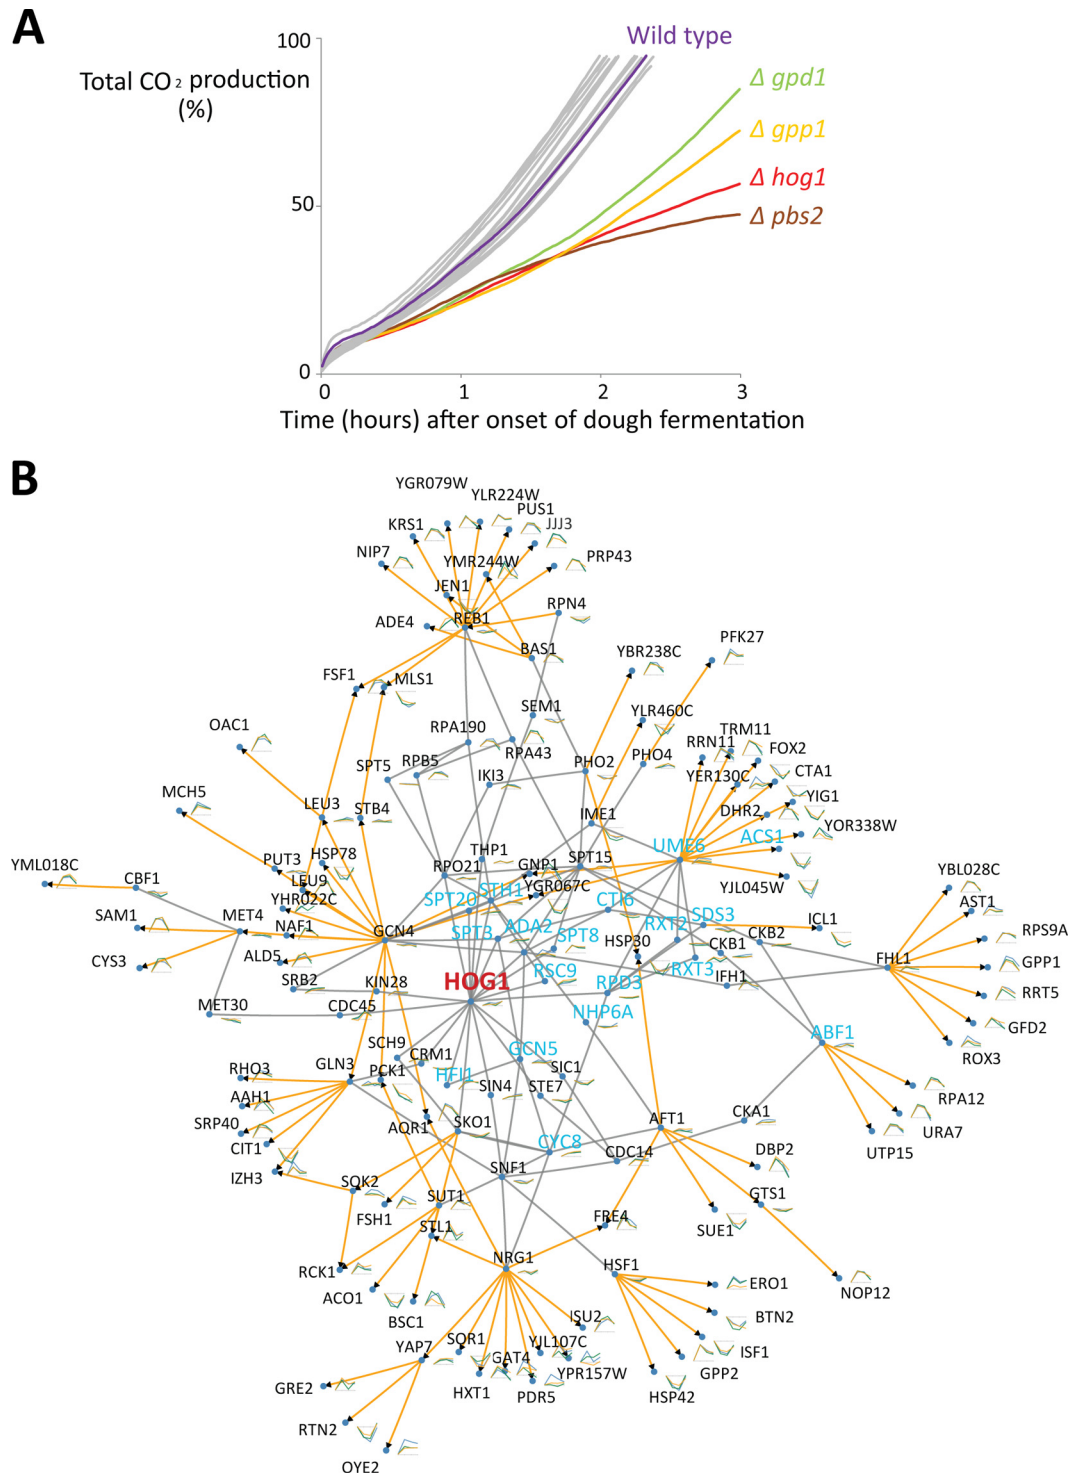 A
100
Wild type
Total CO 2 production
(%)
Δ gpd1
Δ gpp1
Δ hog1
Δ pbs2
50
0
0 1 2 3
Time (hours) after onset of dough fermentation
B
YGR079W
YLR224W
PUS1
KRS1
JJJ3
NIP7
YMR244W
PRP43
JEN1
RPN4
ADE4
REB1
BAS1
YBR238C
PFK27
FSF1
MLS1
SEM1
YLR460C
OAC1
RPA190
RPA43
TRM11
RRN11
FOX2
SPT5
RPB5
IKI3
PHO2
PHO4
YER130C
CTA1
MCH5
LEU3
STB4
IME1
DHR2
YIG1
YOR338W
THP1
UME6
ACS1
YML018C
CBF1
PUT3
HSP78
RPO21
GNP1
SPT15
LEU9
STH1
YGR067C
YJL045W
YBL028C
YHR022C
SPT20
CTI6
AST1
SAM1
MET4
NAF1
GCN4
SPT3
ADA2
RXT2
SDS3
ICL1
RPS9A
SPT8
HSP30
CKB1
CKB2
CYS3
ALD5
FHL1
GPP1
SRB2
KIN28
HOG1
RSC9
RPD3
RXT3
IFH1
RRT5
MET30
CDC45
NHP6A
GFD2
ABF1
ROX3
SCH9
CRM1
GCN5
RHO3
GLN3
PCK1
HFI1
SIC1
AAH1
SIN4
STE7
RPA12
SRP40
AQR1
SKO1
AFT1
CKA1
URA7
CIT1
CYC8
UTP15
IZH3
SNF1
CDC14
DBP2
SOK2
GTS1
FSH1
SUT1
STL1
FRE4
SUE1
RCK1
NRG1
HSF1
ERO1
NOP12
ACO1
BSC1
ISU2
BTN2
YAP7
SQR1
YJL107C
ISF1
GAT4
YPR157W
GPP2
GRE2
HXT1
PDR5
HSP42
RTN2
OYE2